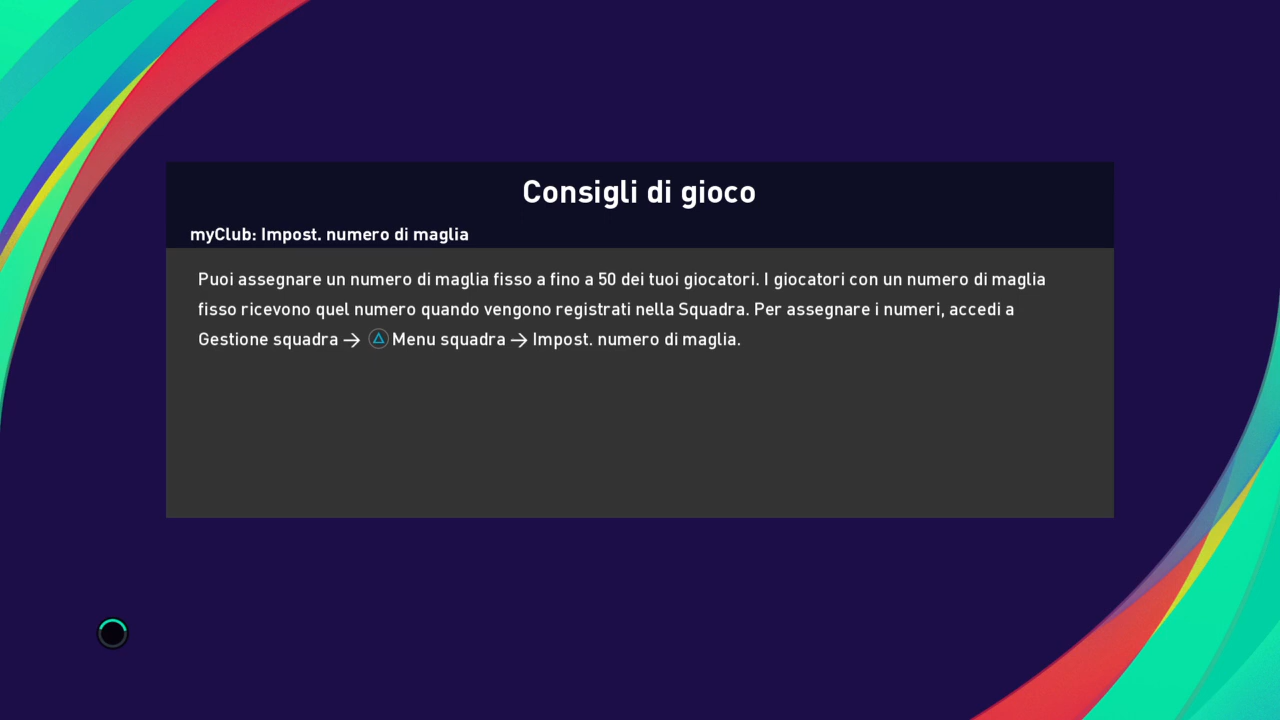 Consigli di gioco
myClub: Impost. numero di maglia
Puoi assegnare un numero di maglia fisso a fino a 50 dei tuoi giocatori. I giocatori con un numero di maglia
fisso ricevono quel numero quando vengono registrati nella Squadra. Per assegnare i numeri, accedi a
Gestione squadra → Menu squadra → Impost. numero di maglia.